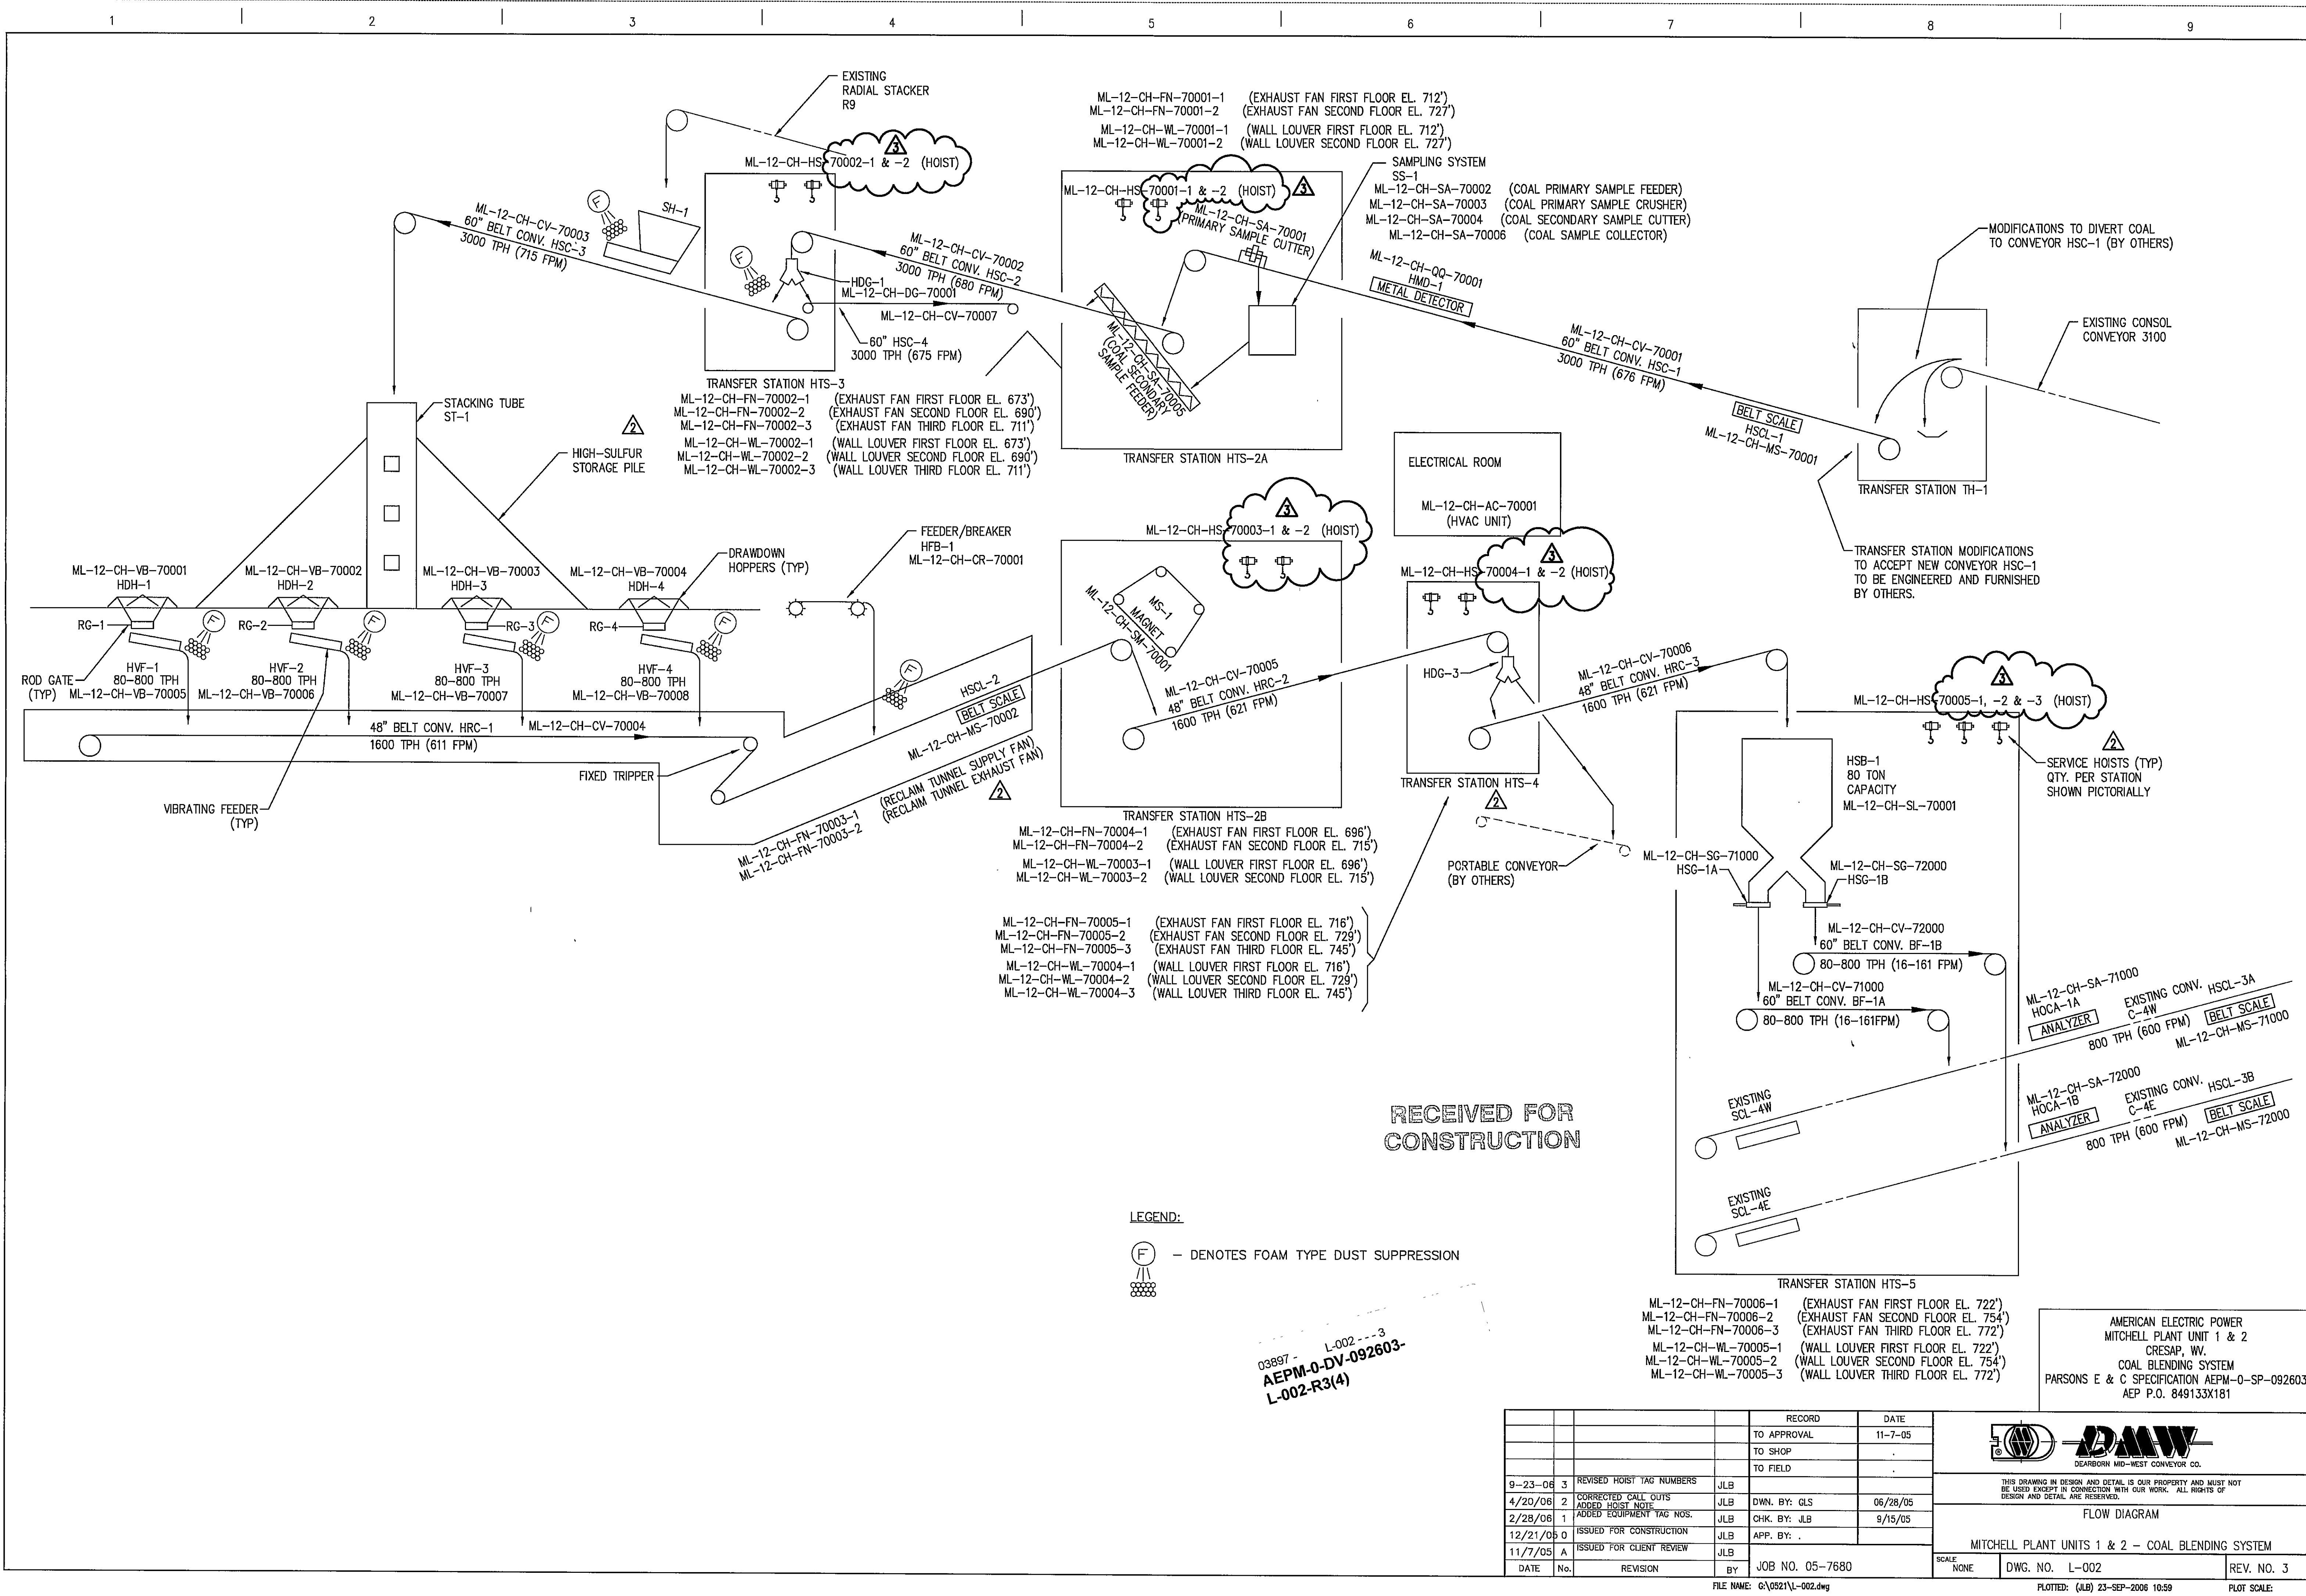 1 2 3 4 5 6 7 8 9
EXISTING
RADIAL STACKER
R9
3
ML-12-CH-HS-70002-1 & -2 (HOIST)
F
SH-1
ML-12-CH-CV-70003
60" BELT CONV. HSC-3
3000 TPH (715 FPM)
F
HDG-1
ML-12-CH-DG-70001
ML-12-CH-CV-70007
60" HSC-4
3000 TPH (675 FPM)
ML-12-CH-CV-70002
60" BELT CONV. HSC-2
3000 TPH (680 FPM)
TRANSFER STATION HTS-3
ML-12-CH-FN-70002-1 (EXHAUST FAN FIRST FLOOR EL. 673')
ML-12-CH-FN-70002-2 (EXHAUST FAN SECOND FLOOR EL. 690')
ML-12-CH-FN-70002-3 (EXHAUST FAN THIRD FLOOR EL. 711')
ML-12-CH-WL-70002-1 (WALL LOUVER FIRST FLOOR EL. 673')
ML-12-CH-WL-70002-2 (WALL LOUVER SECOND FLOOR EL. 690')
ML-12-CH-WL-70002-3 (WALL LOUVER THIRD FLOOR EL. 711')
ML-12-CH-FN-70001-1 (EXHAUST FAN FIRST FLOOR EL. 712')
ML-12-CH-FN-70001-2 (EXHAUST FAN SECOND FLOOR EL. 727')
ML-12-CH-WL-70001-1 (WALL LOUVER FIRST FLOOR EL. 712')
ML-12-CH-WL-70001-2 (WALL LOUVER SECOND FLOOR EL. 727')
ML-12-CH-HS-70001-1 & -2 (HOIST)
3
ML-12-CH-SA-70001
(PRIMARY SAMPLE CUTTER)
SAMPLING SYSTEM
SS-1
ML-12-CH-SA-70002 (COAL PRIMARY SAMPLE FEEDER)
ML-12-CH-SA-70003 (COAL PRIMARY SAMPLE CRUSHER)
ML-12-CH-SA-70004 (COAL SECONDARY SAMPLE CUTTER)
ML-12-CH-SA-70006 (COAL SAMPLE COLLECTOR)
ML-12-CH-SA-70005
(COAL SECONDARY
SAMPLE FEEDER)
TRANSFER STATION HTS-2A
ML-12-CH-QQ-70001
HMD-1
METAL DETECTOR
ML-12-CH-CV-70001
60" BELT CONV. HSC-1
3000 TPH (676 FPM)
BELT SCALE
HSCL-1
ML-12-CH-MS-70001
MODIFICATIONS TO DIVERT COAL
TO CONVEYOR HSC-1 (BY OTHERS)
EXISTING CONSOL
CONVEYOR 3100
TRANSFER STATION TH-1
TRANSFER STATION MODIFICATIONS
TO ACCEPT NEW CONVEYOR HSC-1
TO BE ENGINEERED AND FURNISHED
BY OTHERS.
STACKING TUBE
ST-1
2
HIGH-SULFUR
STORAGE PILE
ML-12-CH-VB-70001
HDH-1
ML-12-CH-VB-70002
HDH-2
ML-12-CH-VB-70003
HDH-3
ML-12-CH-VB-70004
HDH-4
DRAWDOWN
HOPPERS (TYP)
FEEDER/BREAKER
HFB-1
ML-12-CH-CR-70001
RG-1 F
RG-2 F
RG-3 F
RG-4 F
ROD GATE
(TYP)
HVF-1
80-800 TPH
ML-12-CH-VB-70005
HVF-2
80-800 TPH
ML-12-CH-VB-70006
HVF-3
80-800 TPH
ML-12-CH-VB-70007
HVF-4
80-800 TPH
ML-12-CH-VB-70008
48" BELT CONV. HRC-1 ML-12-CH-CV-70004
1600 TPH (611 FPM)
FIXED TRIPPER
VIBRATING FEEDER
(TYP)
F
HSCL-2
BELT SCALE
ML-12-CH-MS-70002
ML-12-CH-FN-70003-1 (RECLAIM TUNNEL SUPPLY FAN)
ML-12-CH-FN-70003-2 (RECLAIM TUNNEL EXHAUST FAN)
2
3
ML-12-CH-HS-70003-1 & -2 (HOIST)
MS-1
MAGNET
ML-12-CH-SM-70001
ML-12-CH-CV-70005
48" BELT CONV. HRC-2
1600 TPH (621 FPM)
TRANSFER STATION HTS-2B
ML-12-CH-FN-70004-1 (EXHAUST FAN FIRST FLOOR EL. 696')
ML-12-CH-FN-70004-2 (EXHAUST FAN SECOND FLOOR EL. 715')
ML-12-CH-WL-70003-1 (WALL LOUVER FIRST FLOOR EL. 696')
ML-12-CH-WL-70003-2 (WALL LOUVER SECOND FLOOR EL. 715')
ML-12-CH-FN-70005-1 (EXHAUST FAN FIRST FLOOR EL. 716')
ML-12-CH-FN-70005-2 (EXHAUST FAN SECOND FLOOR EL. 729')
ML-12-CH-FN-70005-3 (EXHAUST FAN THIRD FLOOR EL. 745')
ML-12-CH-WL-70004-1 (WALL LOUVER FIRST FLOOR EL. 716')
ML-12-CH-WL-70004-2 (WALL LOUVER SECOND FLOOR EL. 729')
ML-12-CH-WL-70004-3 (WALL LOUVER THIRD FLOOR EL. 745')
ELECTRICAL ROOM
ML-12-CH-AC-70001
(HVAC UNIT)
3
ML-12-CH-HS-70004-1 & -2 (HOIST)
HDG-3
TRANSFER STATION HTS-4
2
PORTABLE CONVEYOR
(BY OTHERS)
ML-12-CH-CV-70006
48" BELT CONV. HRC-3
1600 TPH (621 FPM)
3
ML-12-CH-HS-70005-1, -2 & -3 (HOIST)
2
SERVICE HOISTS (TYP)
QTY. PER STATION
SHOWN PICTORIALLY
HSB-1
80 TON
CAPACITY
ML-12-CH-SL-70001
ML-12-CH-SG-71000
HSG-1A
ML-12-CH-SG-72000
HSG-1B
ML-12-CH-CV-72000
60" BELT CONV. BF-1B
80-800 TPH (16-161 FPM)
ML-12-CH-CV-71000
60" BELT CONV. BF-1A
80-800 TPH (16-161FPM)
ML-12-CH-SA-71000
HOCA-1A
ANALYZER
EXISTING CONV.
C-4W
HSCL-3A
BELT SCALE
800 TPH (600 FPM)
ML-12-CH-MS-71000
ML-12-CH-SA-72000
HOCA-1B
ANALYZER
EXISTING CONV.
C-4E
HSCL-3B
BELT SCALE
800 TPH (600 FPM)
ML-12-CH-MS-72000
EXISTING
SCL-4W
EXISTING
SCL-4E
TRANSFER STATION HTS-5
ML-12-CH-FN-70006-1 (EXHAUST FAN FIRST FLOOR EL. 722')
ML-12-CH-FN-70006-2 (EXHAUST FAN SECOND FLOOR EL. 754')
ML-12-CH-FN-70006-3 (EXHAUST FAN THIRD FLOOR EL. 772')
ML-12-CH-WL-70005-1 (WALL LOUVER FIRST FLOOR EL. 722')
ML-12-CH-WL-70005-2 (WALL LOUVER SECOND FLOOR EL. 754')
ML-12-CH-WL-70005-3 (WALL LOUVER THIRD FLOOR EL. 772')
RECEIVED FOR
CONSTRUCTION
LEGEND:
F - DENOTES FOAM TYPE DUST SUPPRESSION
03897 - L-002 - - - 3
AEPM-0-DV-092603-
L-002-R3(4)
AMERICAN ELECTRIC POWER
MITCHELL PLANT UNIT 1 & 2
CRESAP, WV.
COAL BLENDING SYSTEM
PARSONS E & C SPECIFICATION AEPM-0-SP-092603
AEP P.O. 849133X181
RECORD DATE
TO APPROVAL 11-7-05
TO SHOP .
TO FIELD .
9-23-06 3 REVISED HOIST TAG NUMBERS JLB
4/20/06 2 CORRECTED CALL OUTS
ADDED HOIST NOTE JLB
DWN. BY: GLS 06/28/05
2/28/06 1 ADDED EQUIPMENT TAG NOS. JLB
CHK. BY: JLB 9/15/05
12/21/05 0 ISSUED FOR CONSTRUCTION JLB
APP. BY: .
11/7/05 A ISSUED FOR CLIENT REVIEW JLB
DATE No. REVISION BY
JOB NO. 05-7680
DMW
DEARBORN MID-WEST CONVEYOR CO.
THIS DRAWING IN DESIGN AND DETAIL IS OUR PROPERTY AND MUST NOT
BE USED EXCEPT IN CONNECTION WITH OUR WORK. ALL RIGHTS OF
DESIGN AND DETAIL ARE RESERVED.
FLOW DIAGRAM
MITCHELL PLANT UNITS 1 & 2 - COAL BLENDING SYSTEM
SCALE
NONE
DWG. NO. L-002
REV. NO. 3
FILE NAME: G:\0521\L-002.dwg
PLOTTED: (JLB) 23-SEP-2006 10:59
PLOT SCALE: